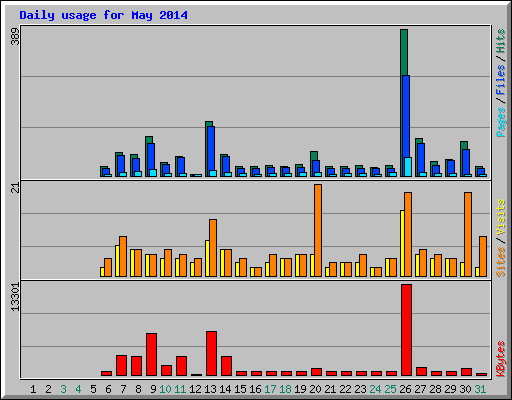 Daily usage for May 2014
389
Pages / Files / Hits
21
Sites / Visits
13301
KBytes
1 2 3 4 5 6 7 8 9 10 11 12 13 14 15 16 17 18 19 20 21 22 23 24 25 26 27 28 29 30 31